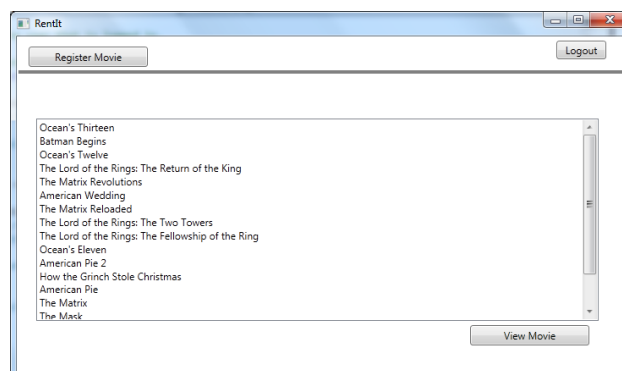 RentIt
Register Movie
Logout
Ocean's Thirteen
Batman Begins
Ocean's Twelve
The Lord of the Rings: The Return of the King
The Matrix Revolutions
American Wedding
The Matrix Reloaded
The Lord of the Rings: The Two Towers
The Lord of the Rings: The Fellowship of the Ring
Ocean's Eleven
American Pie 2
How the Grinch Stole Christmas
American Pie
The Matrix
The Mask
View Movie